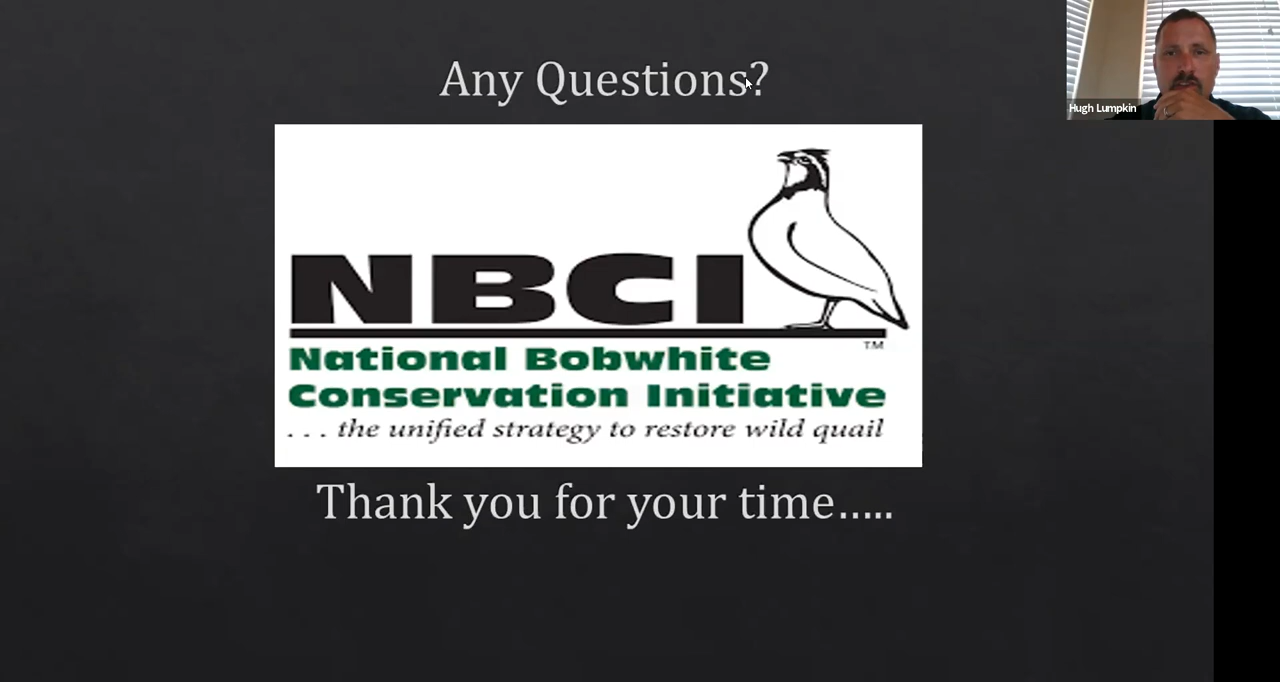 Any Questions?
Hugh Lumpkin
NBCI
TM
National Bobwhite
Conservation Initiative
. . . the unified strategy to restore wild quail
Thank you for your time…..